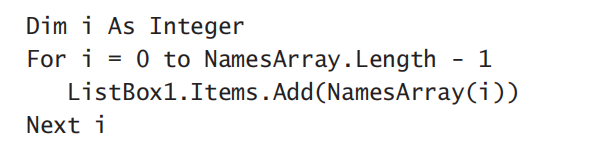 Dim i As Integer
For i = 0 to NamesArray.Length - 1
   ListBox1.Items.Add(NamesArray(i))
Next i